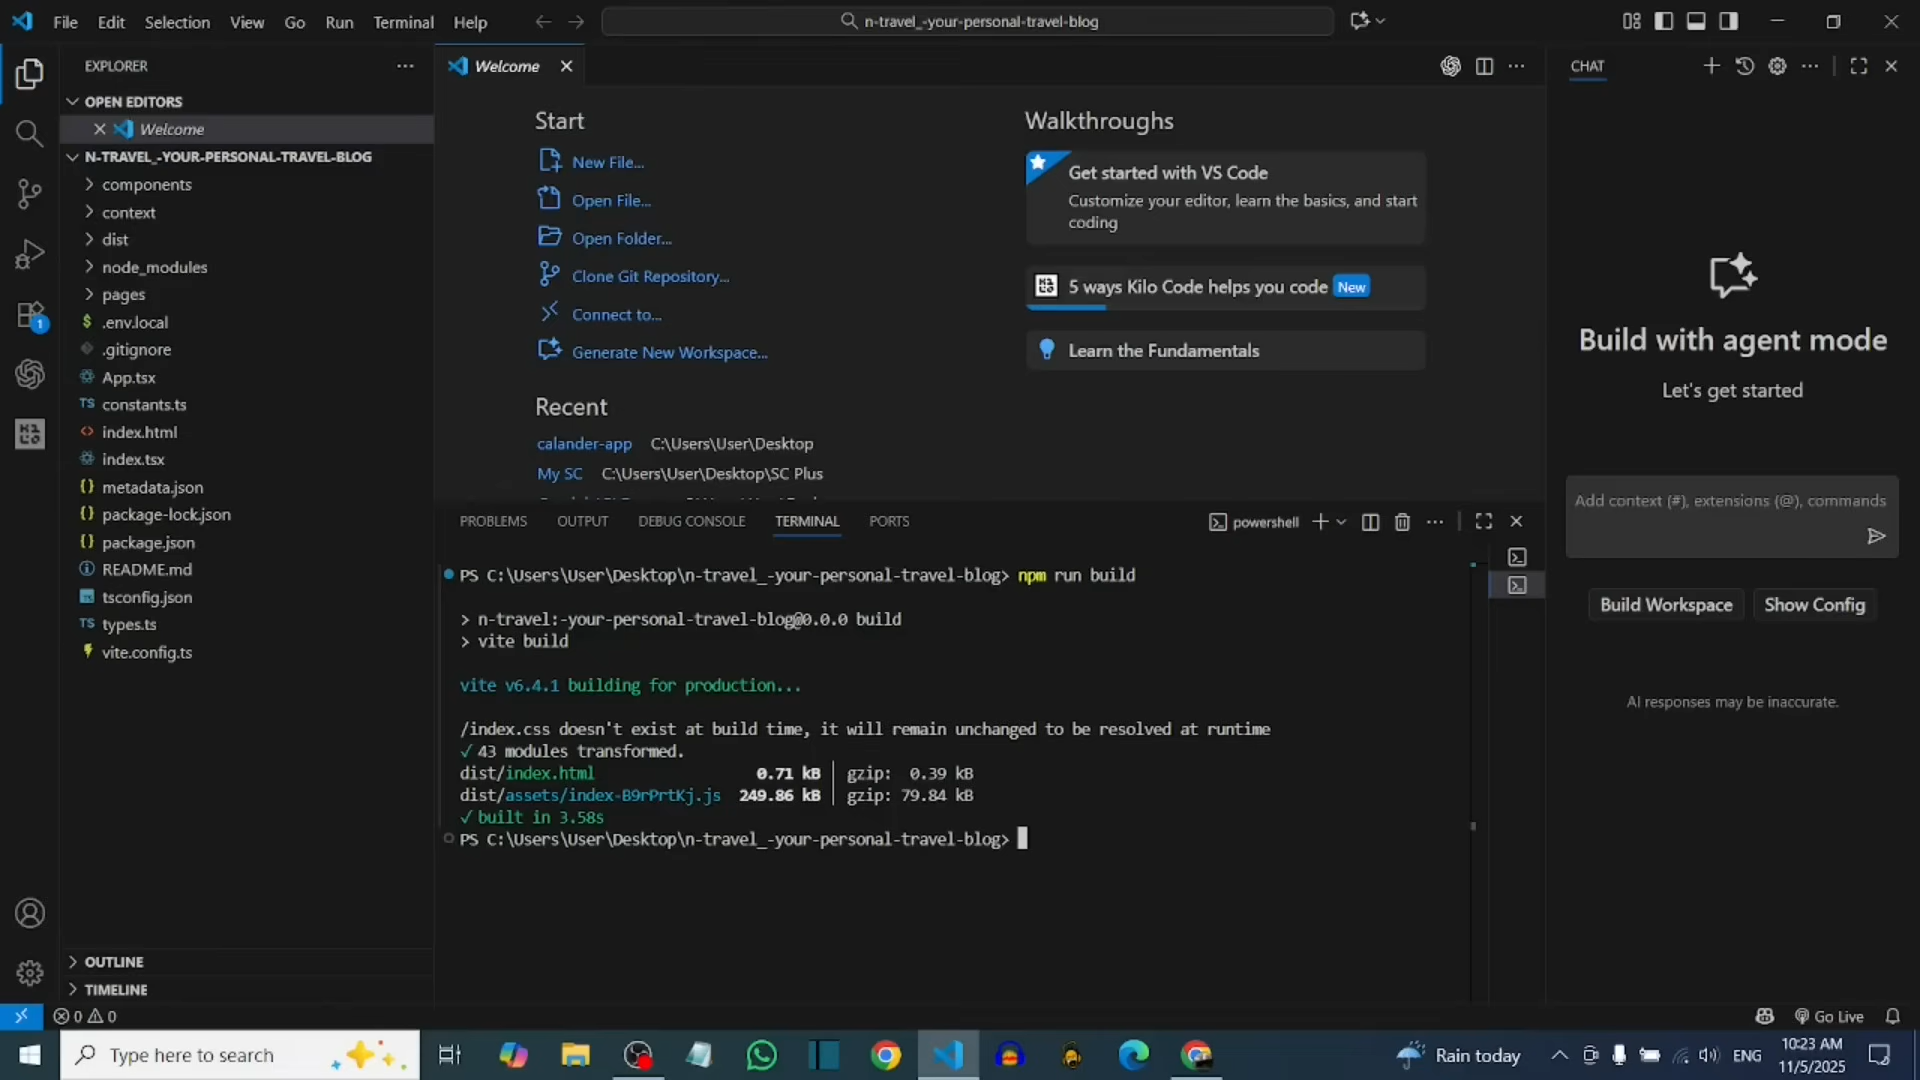 File Edit Selection View Go Run Terminal Help
n-travel_-your-personal-travel-blog
EXPLORER
OPEN EDITORS
Welcome
N-TRAVEL_-YOUR-PERSONAL-TRAVEL-BLOG
components
context
dist
node_modules
pages
.env.local
.gitignore
App.tsx
constants.ts
index.html
index.tsx
metadata.json
package-lock.json
package.json
README.md
tsconfig.json
types.ts
vite.config.ts
OUTLINE
TIMELINE
Welcome
Start
New File...
Open File...
Open Folder...
Clone Git Repository...
Connect to...
Generate New Workspace...
Recent
calander-app C:\Users\User\Desktop
My SC C:\Users\User\Desktop\SC Plus
Walkthroughs
Get started with VS Code
Customize your editor, learn the basics, and start
coding
5 ways Kilo Code helps you code New
Learn the Fundamentals
PROBLEMS OUTPUT DEBUG CONSOLE TERMINAL PORTS
powershell
PS C:\Users\User\Desktop\n-travel_-your-personal-travel-blog> npm run build
> n-travel:-your-personal-travel-blog@0.0.0 build
> vite build
vite v6.4.1 building for production...
/index.css doesn't exist at build time, it will remain unchanged to be resolved at runtime
✓ 43 modules transformed.
dist/index.html 0.71 kB │ gzip: 0.39 kB
dist/assets/index-B9rPrtKj.js 249.86 kB │ gzip: 79.84 kB
✓ built in 3.58s
PS C:\Users\User\Desktop\n-travel_-your-personal-travel-blog>
CHAT
Build with agent mode
Let's get started
Add context (#), extensions (@), commands
Build Workspace Show Config
AI responses may be inaccurate.
1
0 0
Go Live
Type here to search
Rain today
ENG
10:23 AM
11/5/2025